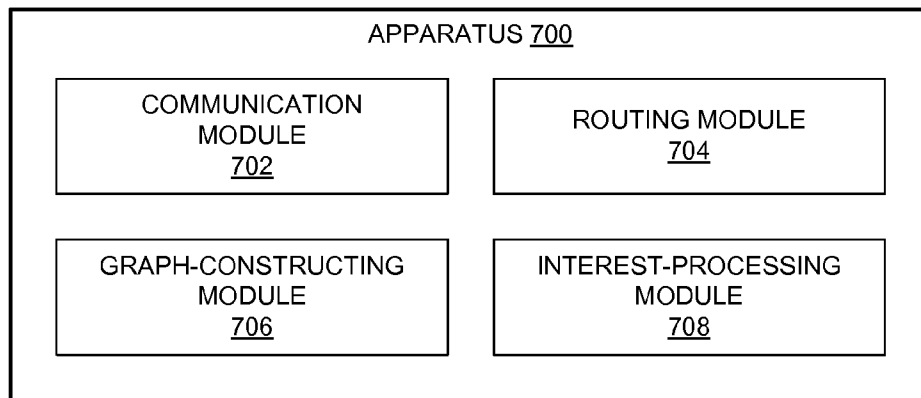 APPARATUS 700
COMMUNICATION
MODULE
702
ROUTING MODULE
704
GRAPH-CONSTRUCTING
MODULE
706
INTEREST-PROCESSING
MODULE
708